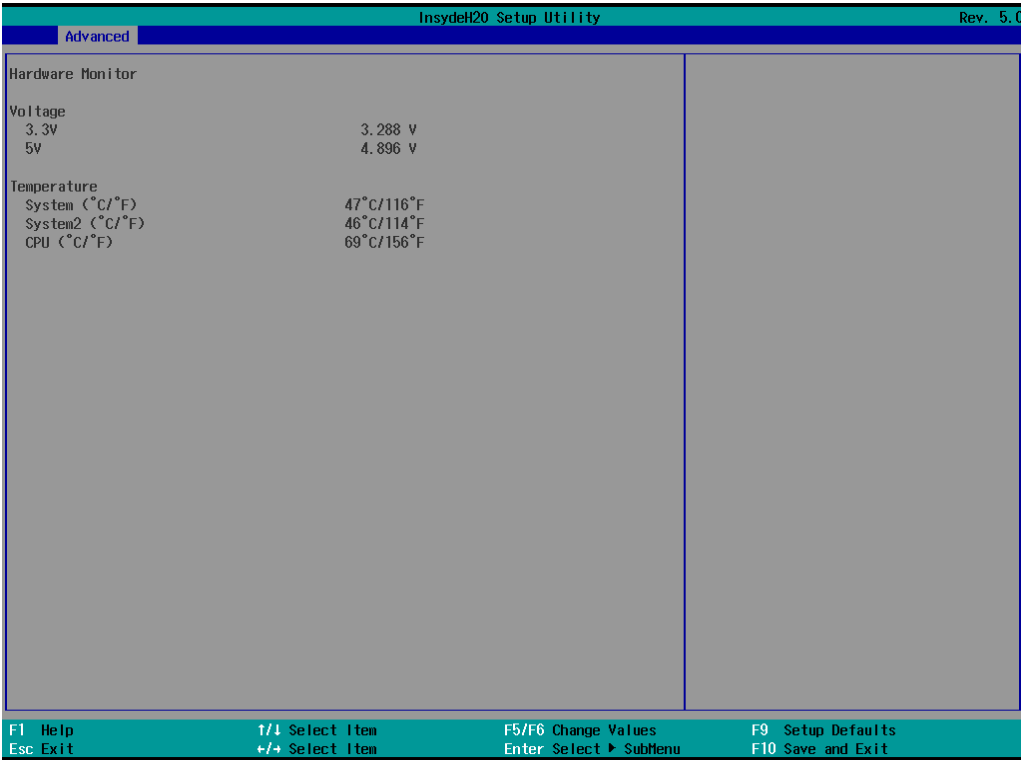 InsydeH20 Setup Utility Rev. 5.0
Advanced
Hardware Monitor
Voltage
3.3V 3.288 V
5V 4.896 V
Temperature
System (°C/°F) 47°C/116°F
System2 (°C/°F) 46°C/114°F
CPU (°C/°F) 69°C/156°F
F1 Help ↑/↓ Select Item F5/F6 Change Values F9 Setup Defaults
Esc Exit ←/→ Select Item Enter Select ▶ SubMenu F10 Save and Exit